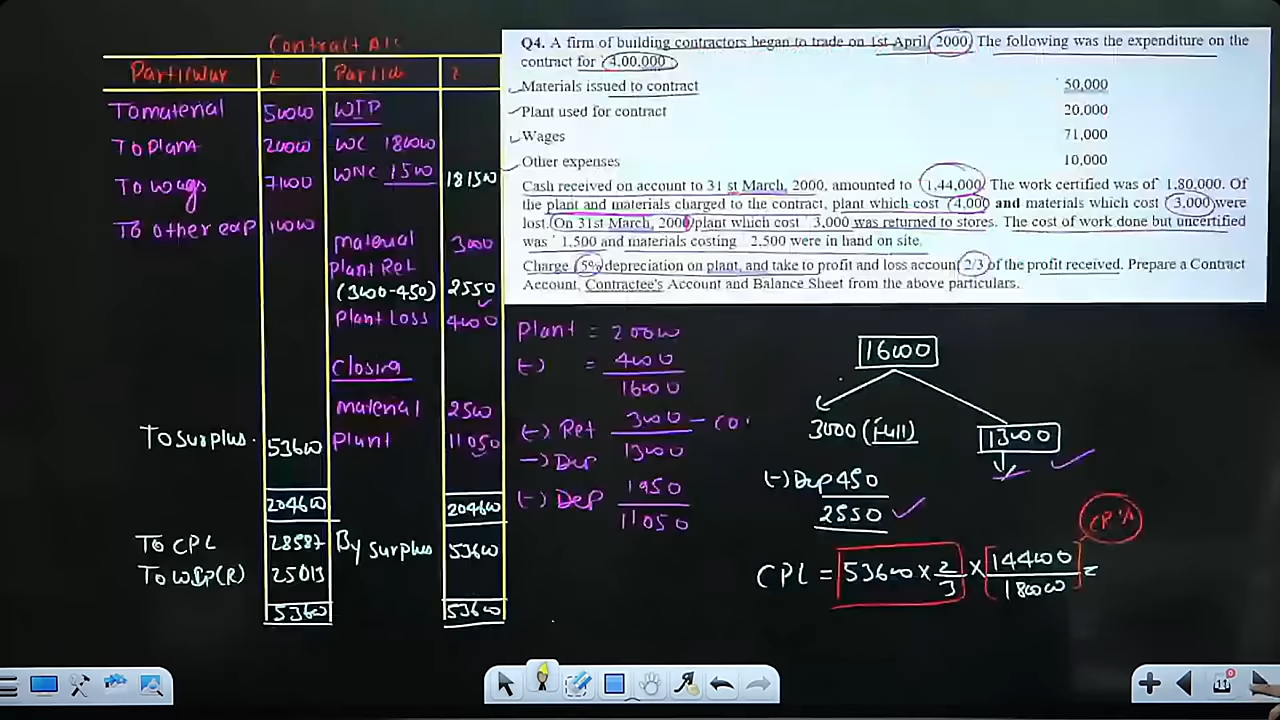 Contract A/c
Particular ₹ Particu ₹
To material 50000 WIP
To Plant 20000 WC 180000
To wages 71000 WNC 1500 181500
To other exp 10000
material 3000
Plant Ret
(3000-450) 2550
Plant Loss 4000
Closing
material 2500
To Surplus 53600 Plant 11050
204600 204600
To CPL 28587 By surplus 53600
To WIP(R) 25013
53600 53600
Q4. A firm of building contractors began to trade on 1st April, 2000 The following was the expenditure on the
contract for 4,00,000
Materials issued to contract 50,000
Plant used for contract 20,000
Wages 71,000
Other expenses 10,000
Cash received on account to 31 st March, 2000, amounted to 1,44,000 The work certified was of 1,80,000. Of
the plant and materials charged to the contract, plant which cost 4,000 and materials which cost 3,000 were
lost. On 31st March, 2000 plant which cost 3,000 was returned to stores. The cost of work done but uncertified
was 1,500 and materials costing 2,500 were in hand on site.
Charge 5% depreciation on plant, and take to profit and loss account 2/3 of the profit received. Prepare a Contract
Account, Contractee's Account and Balance Sheet from the above particulars.
Plant = 20000
(-) = 4000
16000
(-) Ret 3000 - co
-) Dep 13000
(-) Dep 1950
11050
16000
3000 (Full) 13000
(-) Dep 450
2550
CP%
CPL = 53600 × 2/3 × 144000/180000 =
11